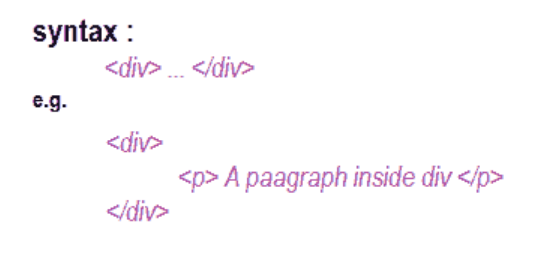 syntax :
<div> ... </div>
e.g.
<div>
<p> A paagraph inside div </p>
</div>